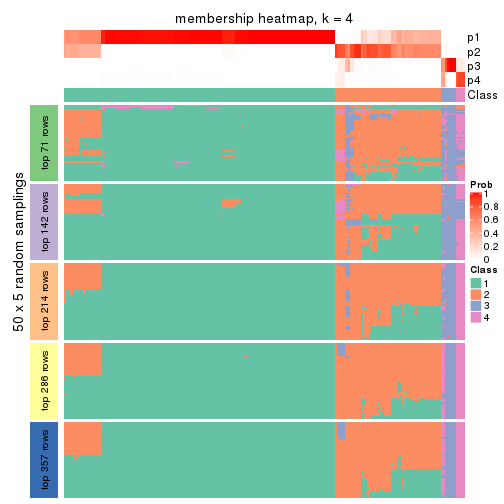 membership heatmap, k = 4
p1
p2
p3
p4
Class
50 x 5 random samplings
top 71 rows
top 142 rows
top 214 rows
top 286 rows
top 357 rows
Prob
1
0.8
0.6
0.4
0.2
0
Class
1
2
3
4